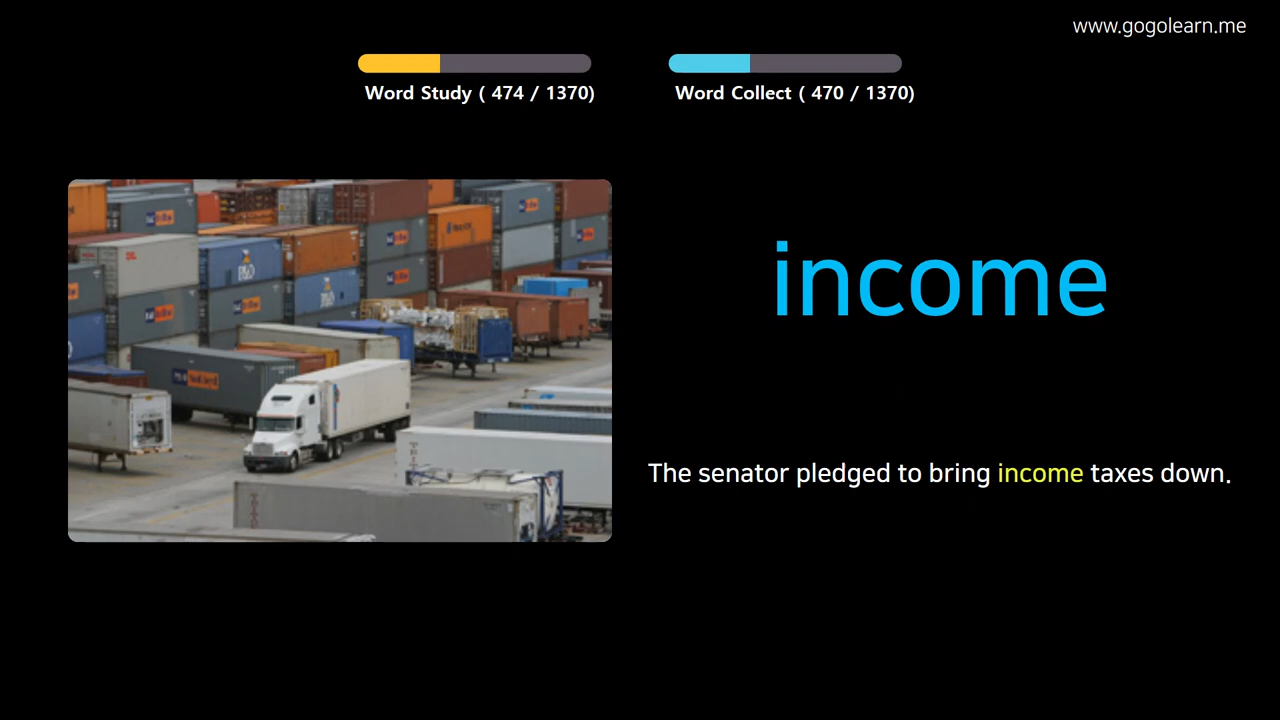 www.gogolearn.me
Word Study ( 474 / 1370)
Word Collect ( 470 / 1370)
income
The senator pledged to bring income taxes down.
P&O
P&O